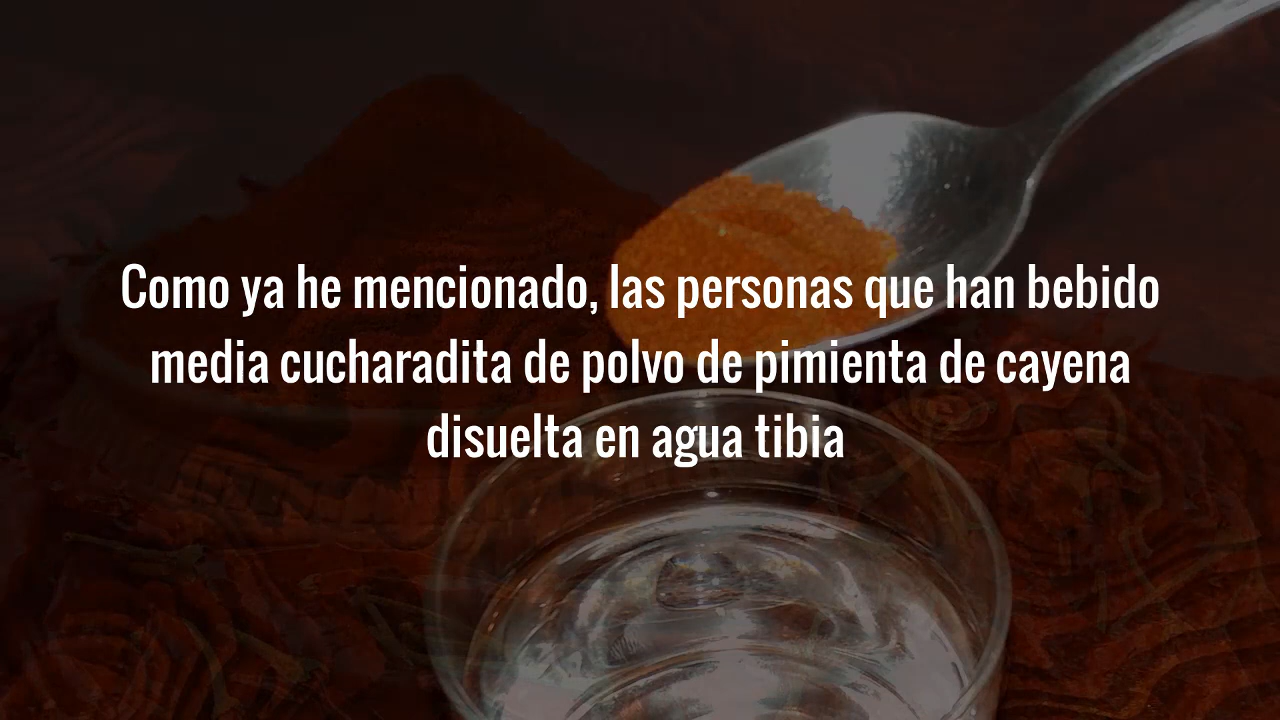 Como ya he mencionado, las personas que han bebido
media cucharadita de polvo de pimienta de cayena
disuelta en agua tibia